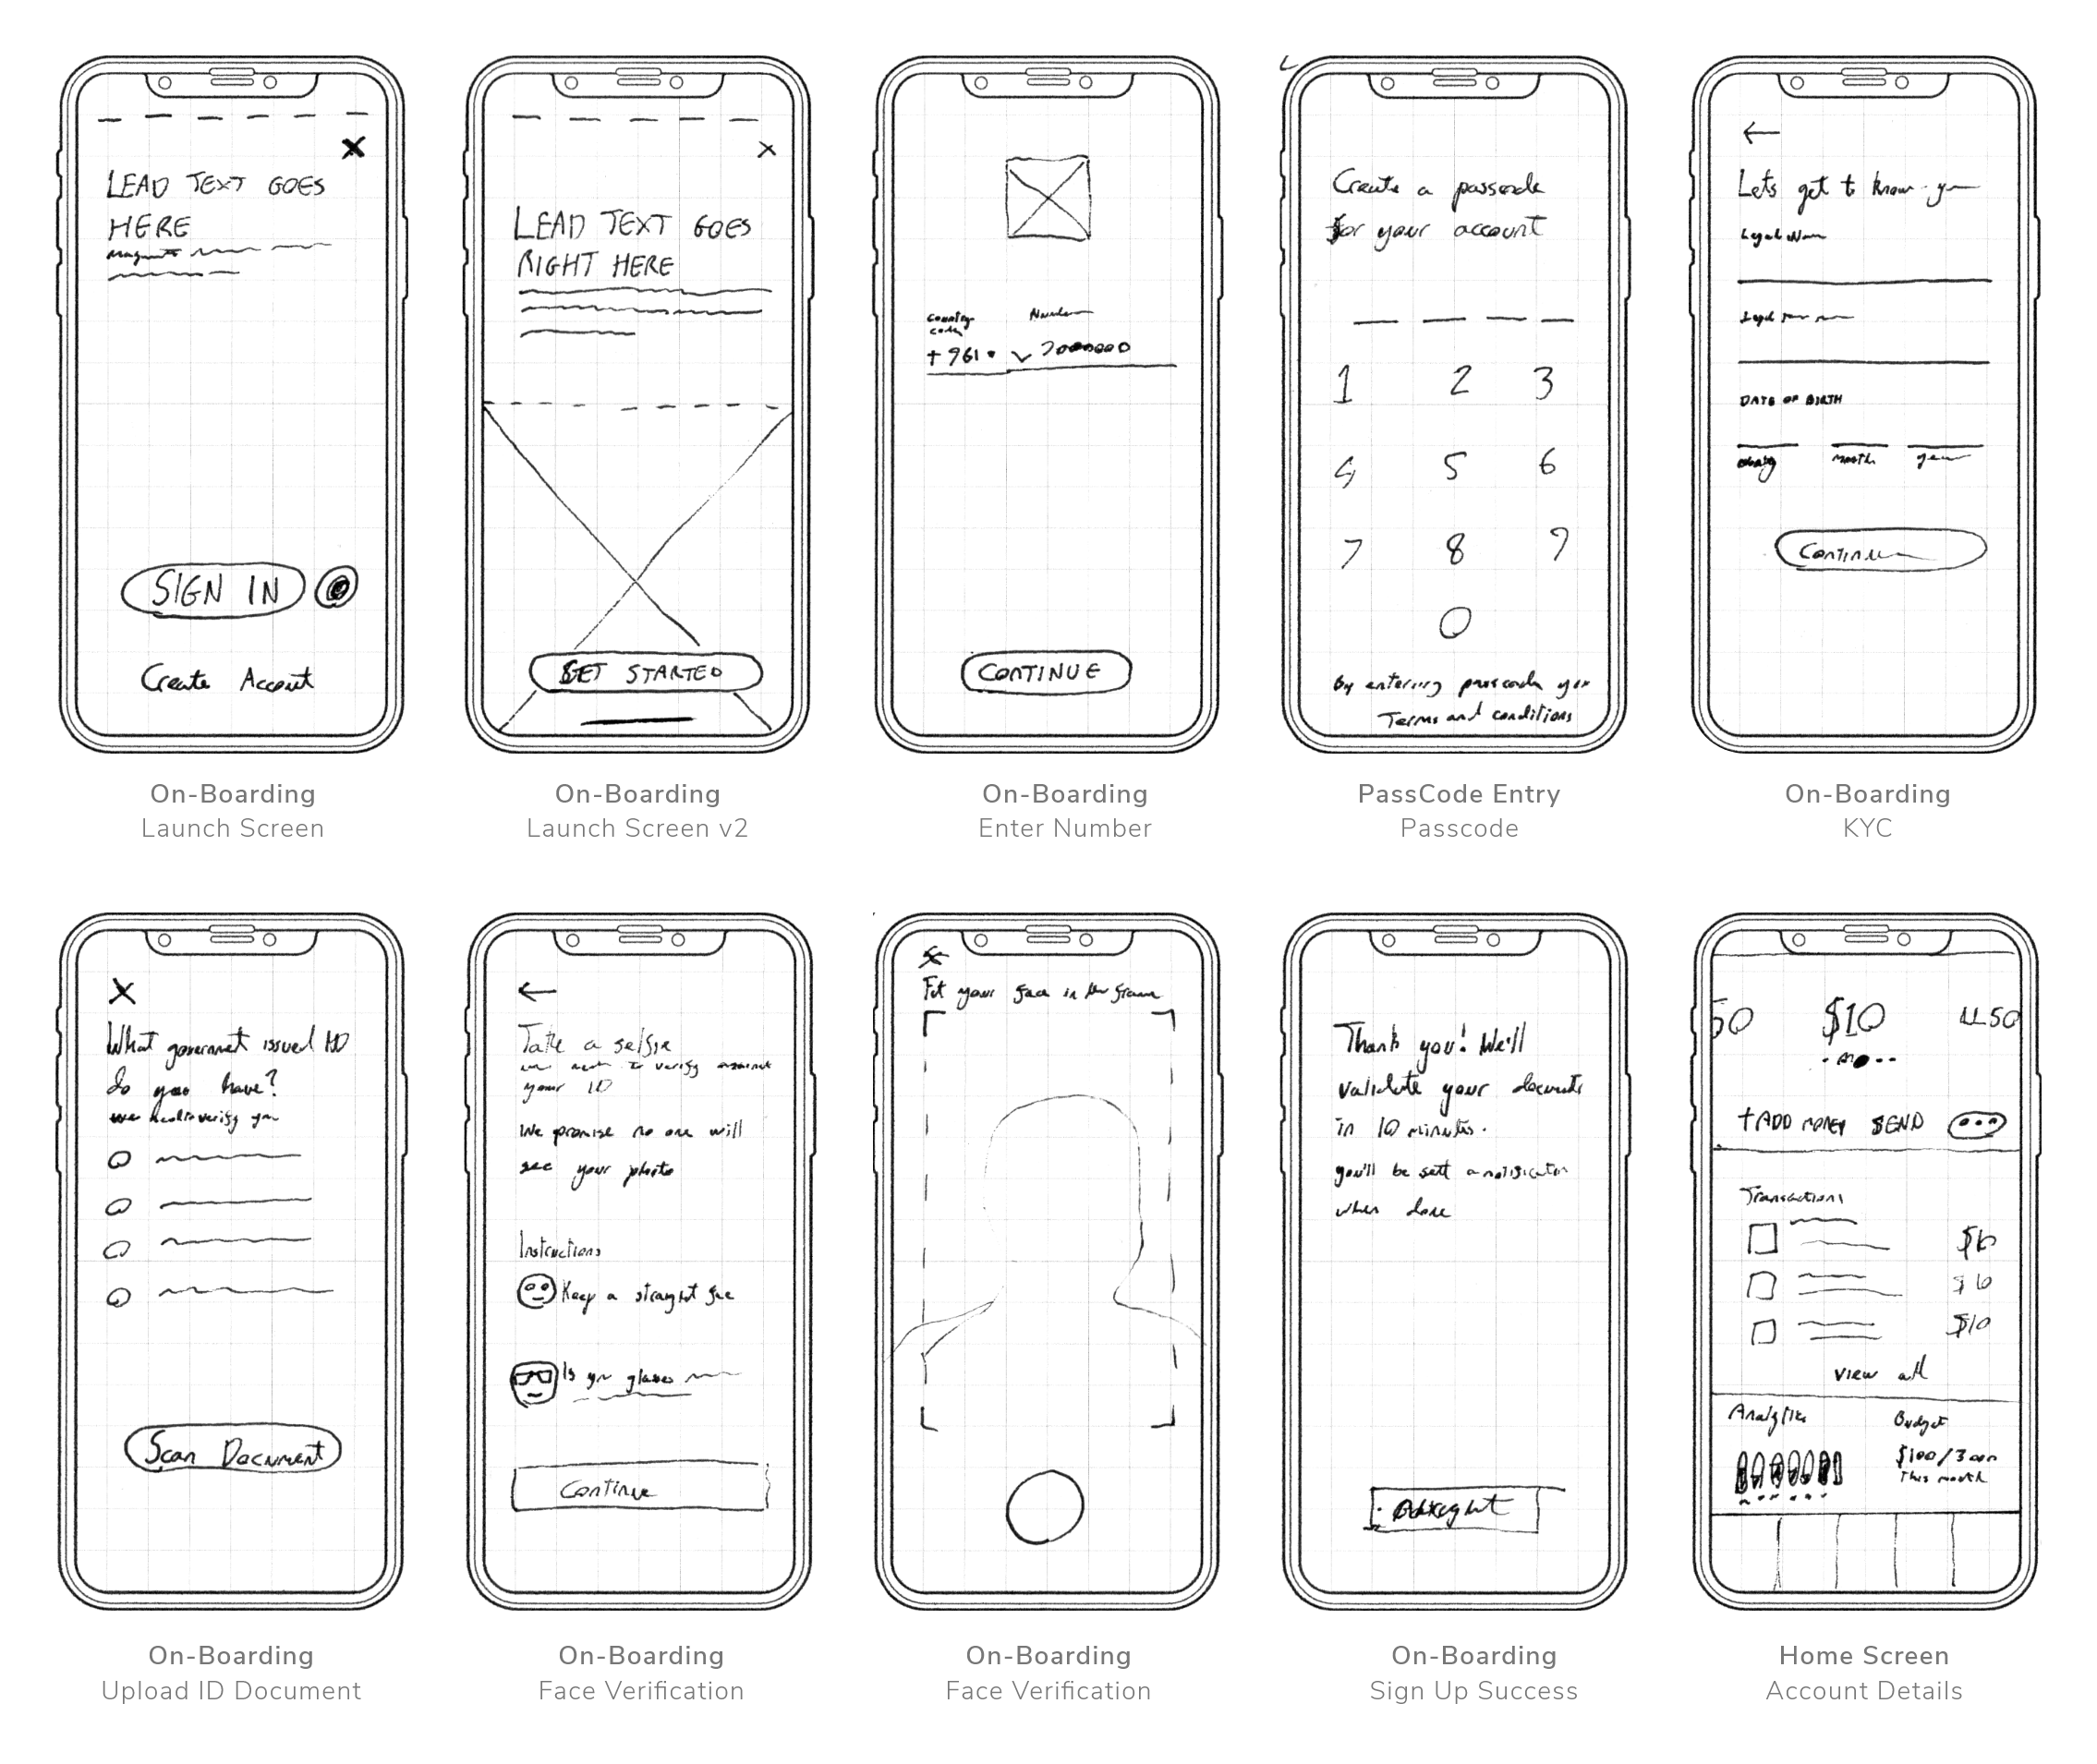 LEAD TEXT GOES
HERE
SIGN IN
Create Account
On-Boarding
Launch Screen
LEAD TEXT GOES
RIGHT HERE
GET STARTED
On-Boarding
Launch Screen v2
Country
code
Number
+961
CONTINUE
On-Boarding
Enter Number
Create a passcode
for your account
1 2 3
4 5 6
7 8 9
0
By entering passcode you
Terms and conditions
PassCode Entry
Passcode
Lets get to know you
Legal
Legal
DATE OF BIRTH
month year
Continue
On-Boarding
KYC
What government issued ID
do you have?
we need to verify you
Scan Document
On-Boarding
Upload ID Document
Take a selfie
we need to verify against
your ID
We promise no one will
see your photo
Instructions
Keep a straight face
glasses
Continue
On-Boarding
Face Verification
Fit your face in the frame
On-Boarding
Face Verification
Thank you! We'll
validate your documents
in 10 minutes.
you'll be sent a notification
when done
On-Boarding
Sign Up Success
50 $10 LL50
+ADD MONEY SEND
Transactions
$10
$10
$10
View all
Analytics
Budget
$100/300
This month
Home Screen
Account Details